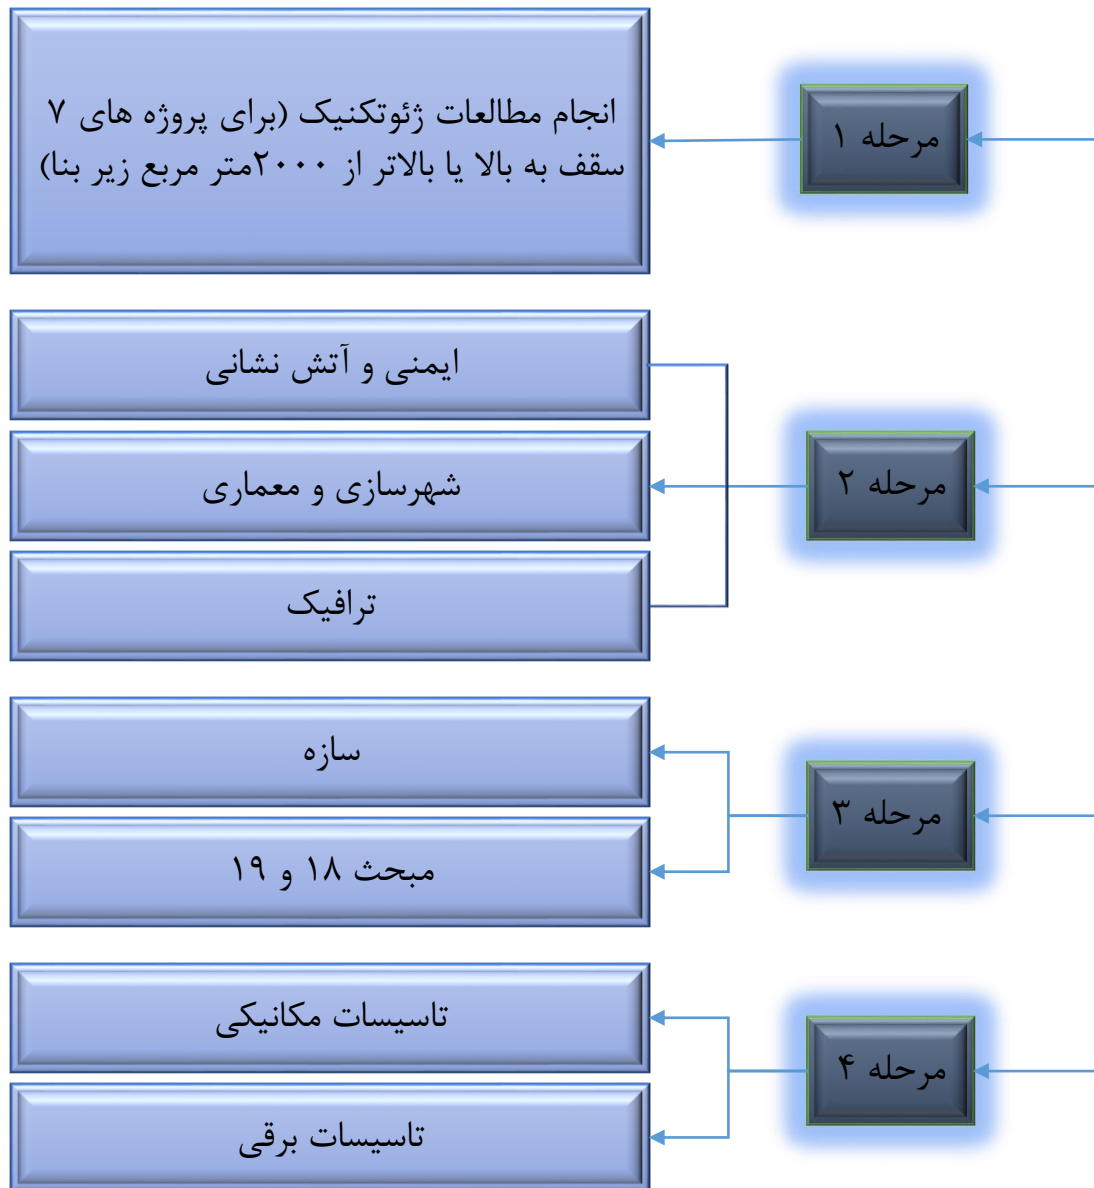 مرحله ۱
انجام مطالعات ژئوتکنیک (برای پروژه های ۷
سقف به بالا یا بالاتر از ۲۰۰۰متر مربع زیر بنا)
مرحله ۲
ایمنی و آتش نشانی
شهرسازی و معماری
ترافیک
مرحله ۳
سازه
مبحث ۱۸ و ۱۹
مرحله ۴
تاسیسات مکانیکی
تاسیسات برقی